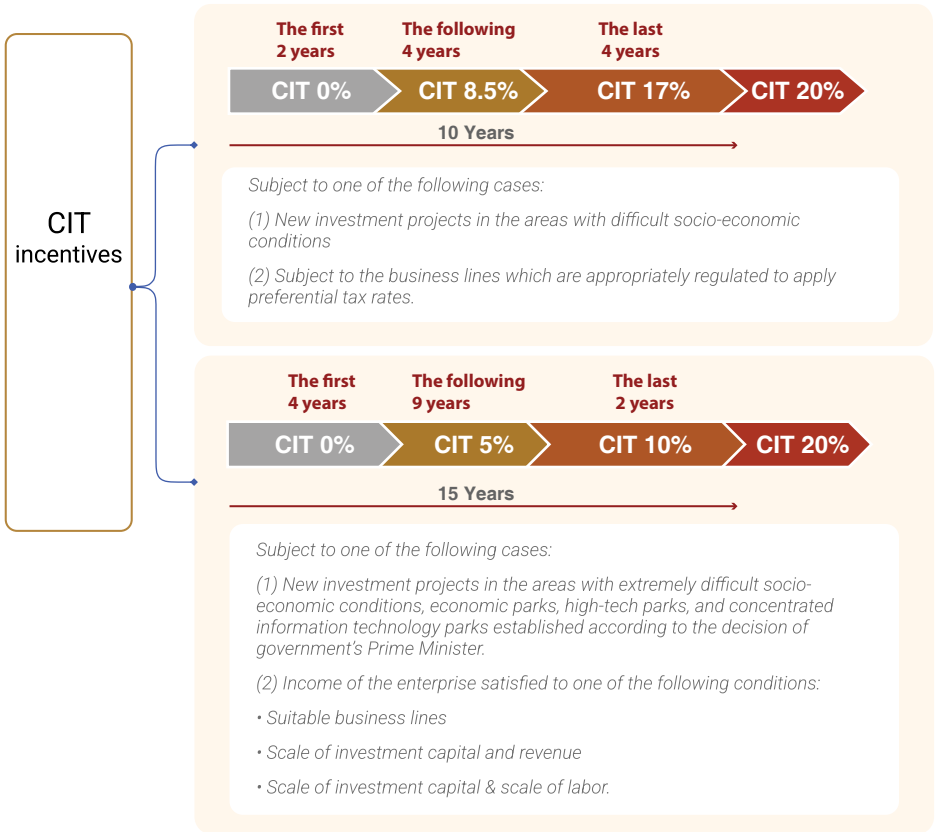 CIT
incentives
The first
2 years
The following
4 years
The last
4 years
CIT 0%
CIT 8.5%
CIT 17%
CIT 20%
10 Years
Subject to one of the following cases:
(1) New investment projects in the areas with difficult socio-economic
conditions
(2) Subject to the business lines which are appropriately regulated to apply
preferential tax rates.
The first
4 years
The following
9 years
The last
2 years
CIT 0%
CIT 5%
CIT 10%
CIT 20%
15 Years
Subject to one of the following cases:
(1) New investment projects in the areas with extremely difficult socio-
economic conditions, economic parks, high-tech parks, and concentrated
information technology parks established according to the decision of
government's Prime Minister.
(2) Income of the enterprise satisfied to one of the following conditions:
• Suitable business lines
• Scale of investment capital and revenue
• Scale of investment capital & scale of labor.